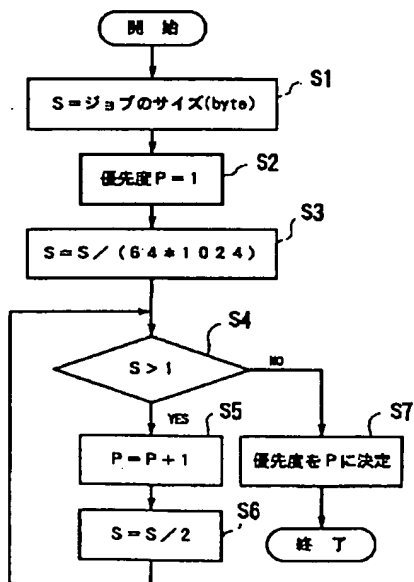 開 始
S1
S=ジョブのサイズ(byte)
S2
優先度P=1
S3
S=S/(64*1024)
S4
S>1
NO
YES
S5
P=P+1
S7
優先度をPに決定
S6
S=S/2
終 了